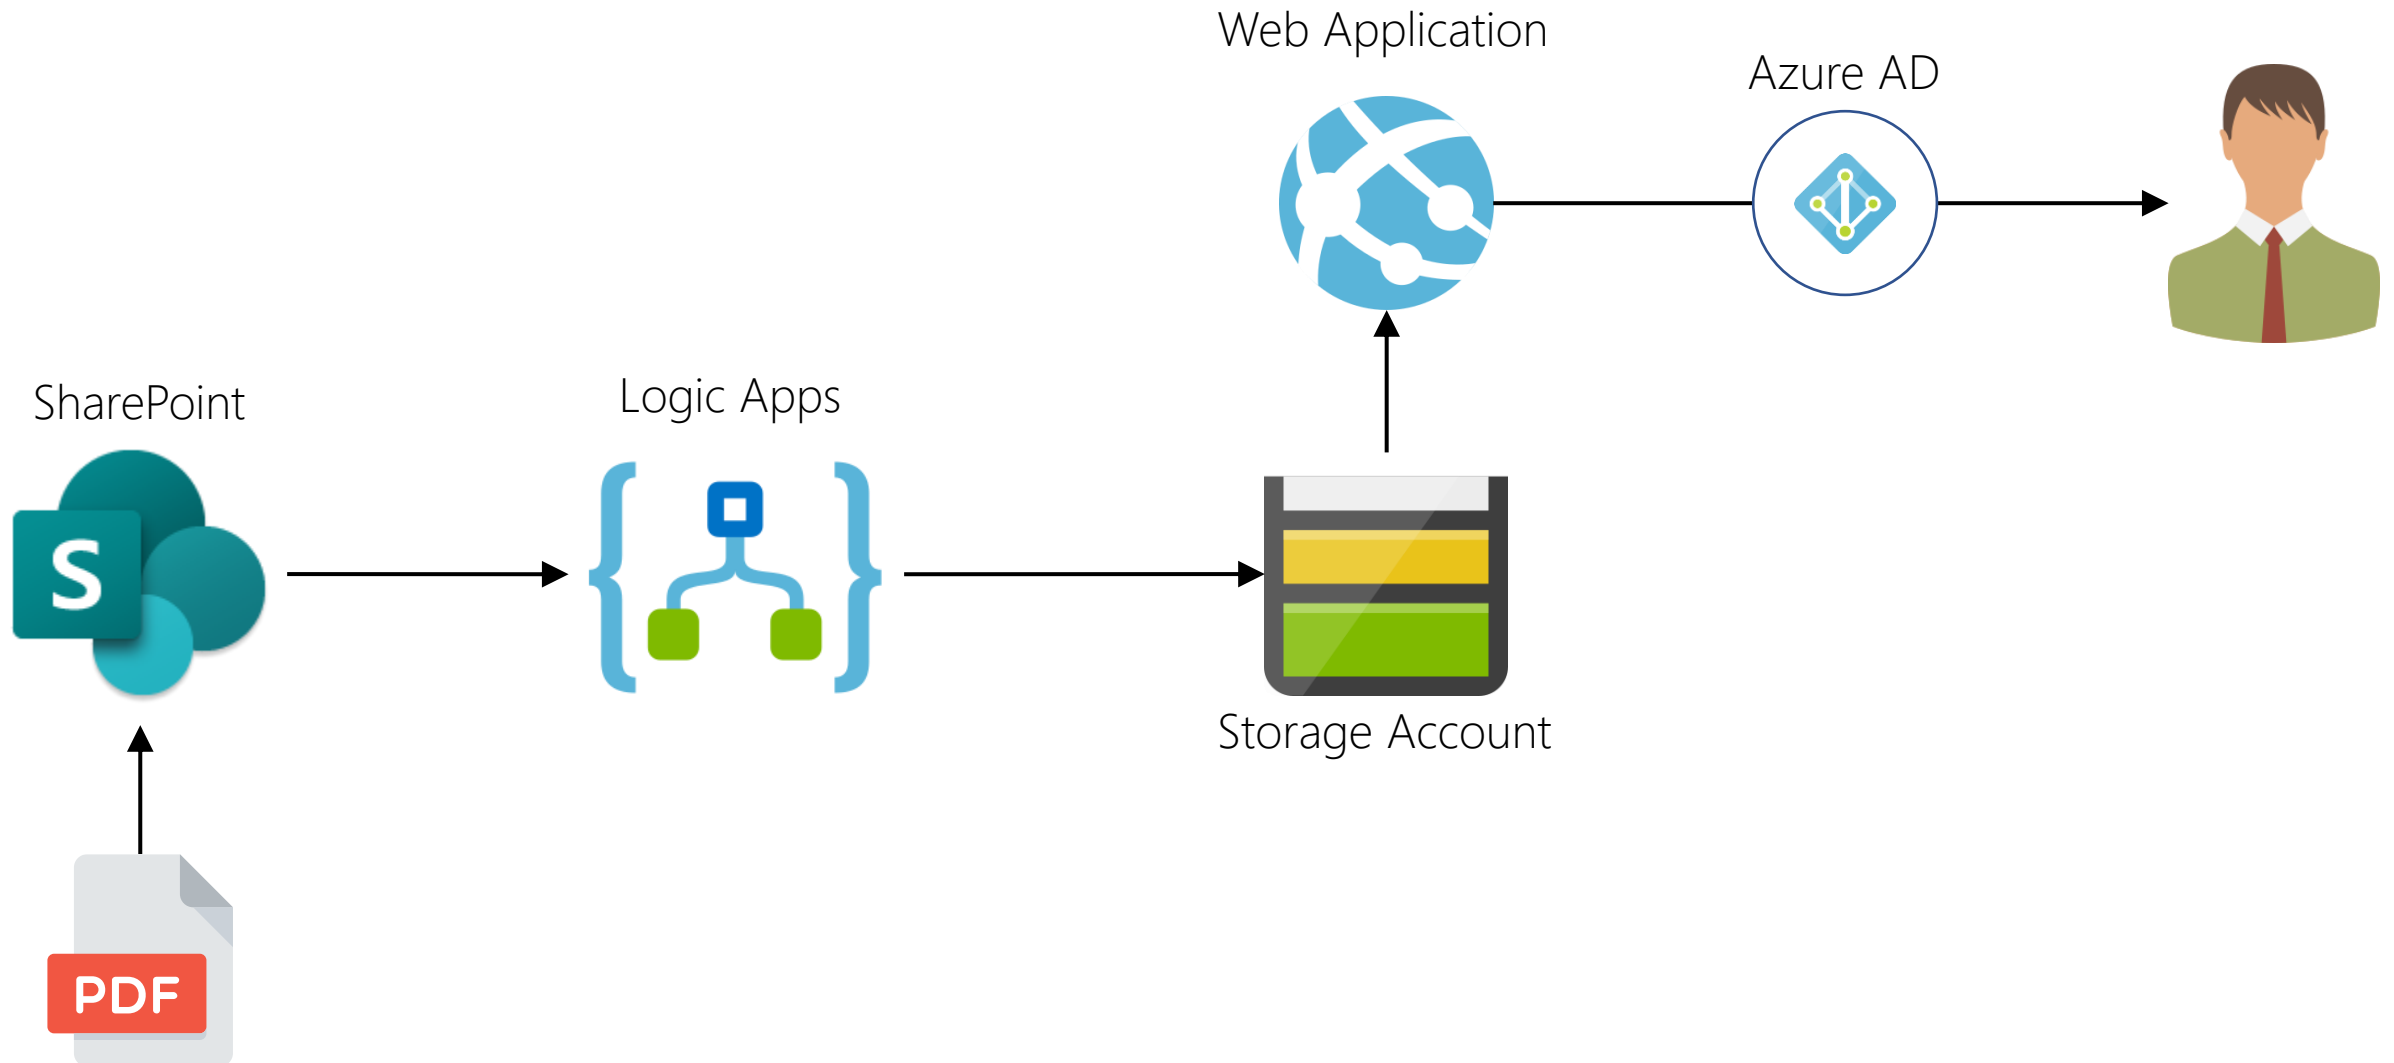 Web Application
Azure AD
SharePoint
Logic Apps
S
Storage Account
PDF